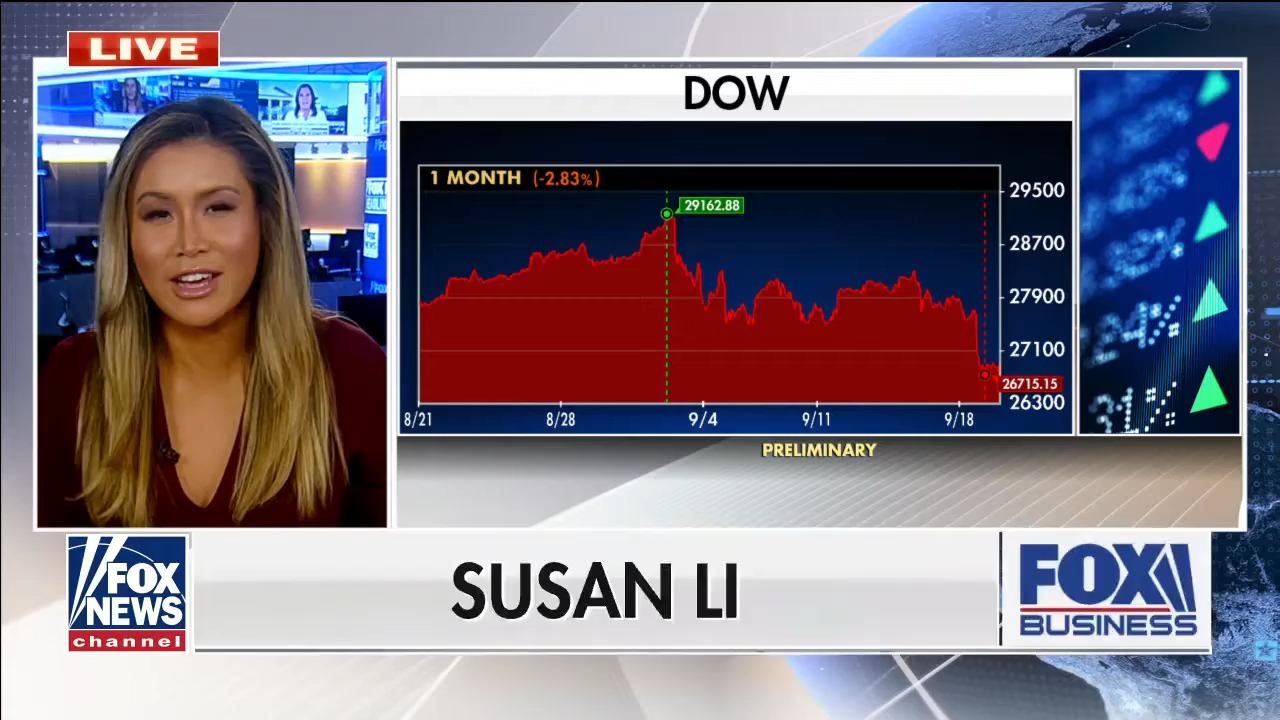 LIVE
DOW
1 MONTH (-2.83%)
29162.88
29500
28700
27900
27100
26715.15
26300
8/21 8/28 9/4 9/11 9/18
PRELIMINARY
SUSAN LI
FOX
NEWS
channel
FOX
BUSINESS